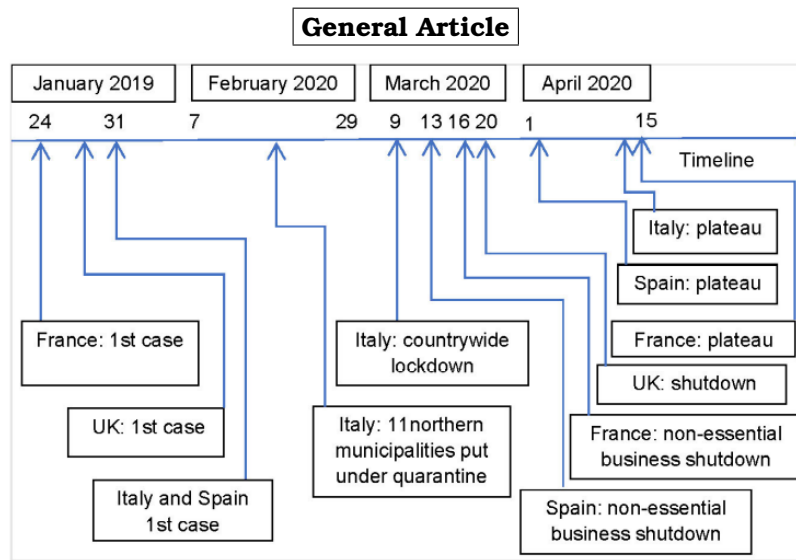 General Article
January 2019
February 2020
March 2020
April 2020
24
31
7
29
9
13
16
20
1
15
Timeline
Italy: plateau
Spain: plateau
France: 1st case
Italy: countrywide
lockdown
France: plateau
UK: shutdown
UK: 1st case
Italy: 11northern
municipalities put
under quarantine
France: non-essential
business shutdown
Italy and Spain
1st case
Spain: non-essential
business shutdown